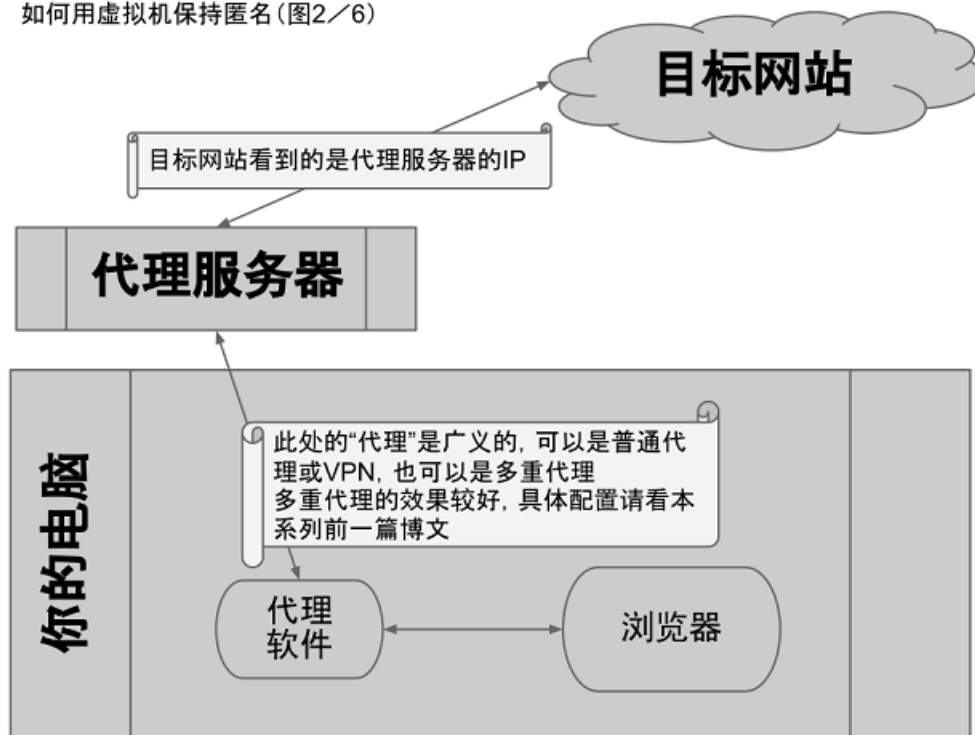 如何用虚拟机保持匿名(图2／6)
目标网站
目标网站看到的是代理服务器的IP
代理服务器
此处的“代理”是广义的, 可以是普通代
理或VPN, 也可以是多重代理
多重代理的效果较好, 具体配置请看本
系列前一篇博文
你的电脑
代理
软件
浏览器